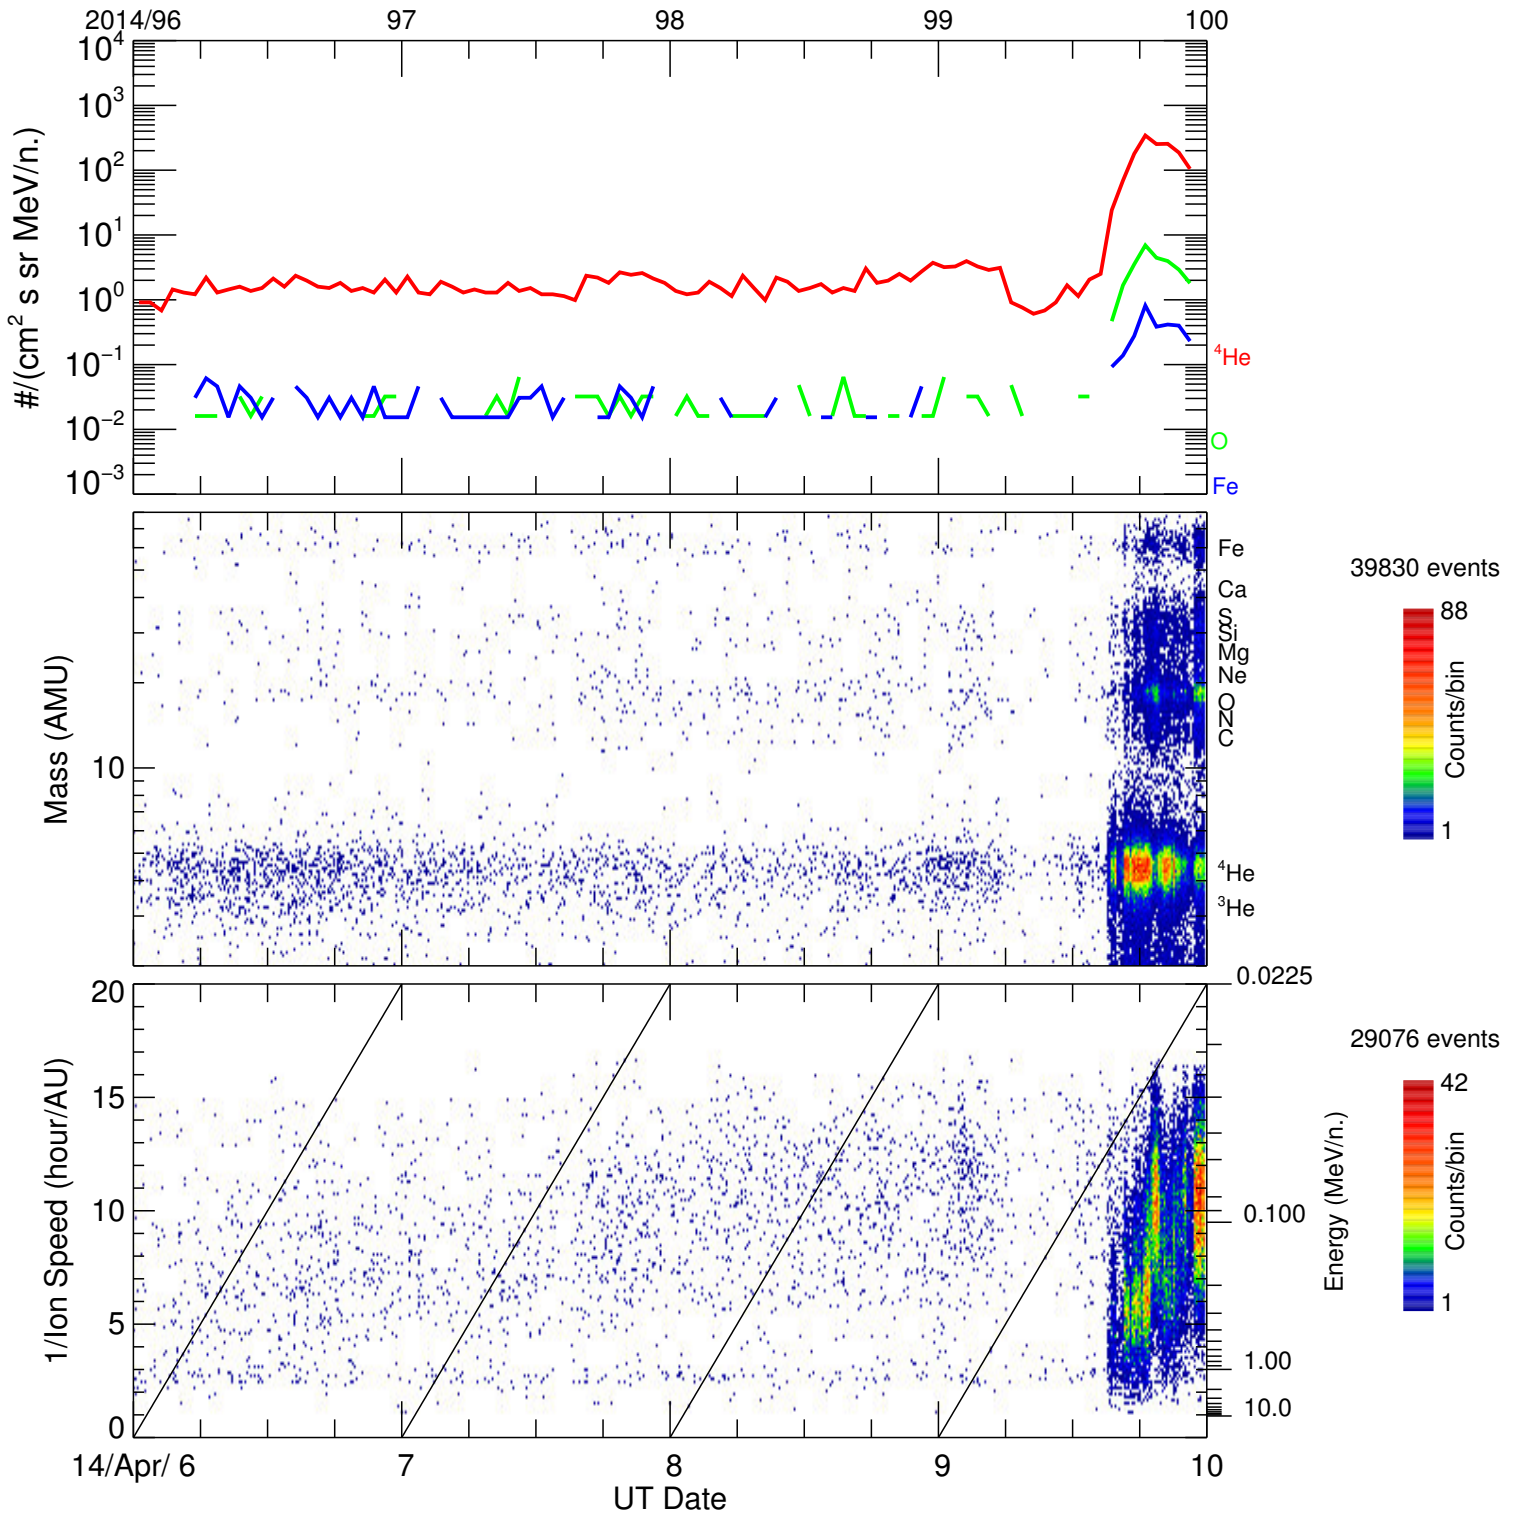 2014/96 97 98 99 100
10^4
10^3
10^2
10^1
10^0
10^−1
10^−2
10^−3
#/(cm^2 s sr MeV/n.)
^4He
O
Fe
Mass (AMU)
10
Fe
Ca
S
Si
Mg
Ne
O
N
C
^4He
^3He
39830 events
88
Counts/bin
1
1/Ion Speed (hour/AU)
20
15
10
5
0
0.0225
0.100
1.00
10.0
Energy (MeV/n.)
29076 events
42
Counts/bin
1
14/Apr/ 6 7 8 9 10
UT Date